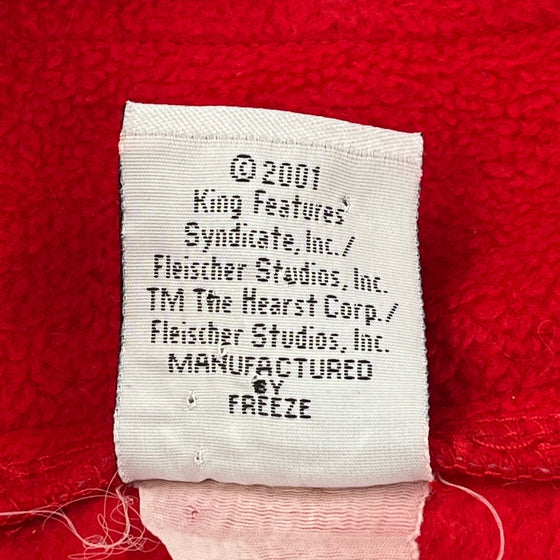 © 2001
King Features
Syndicate, Inc./
Fleischer Studios, Inc.
TM The Hearst Corp./
Fleischer Studios, Inc.
MANUFACTURED
BY
FREEZE